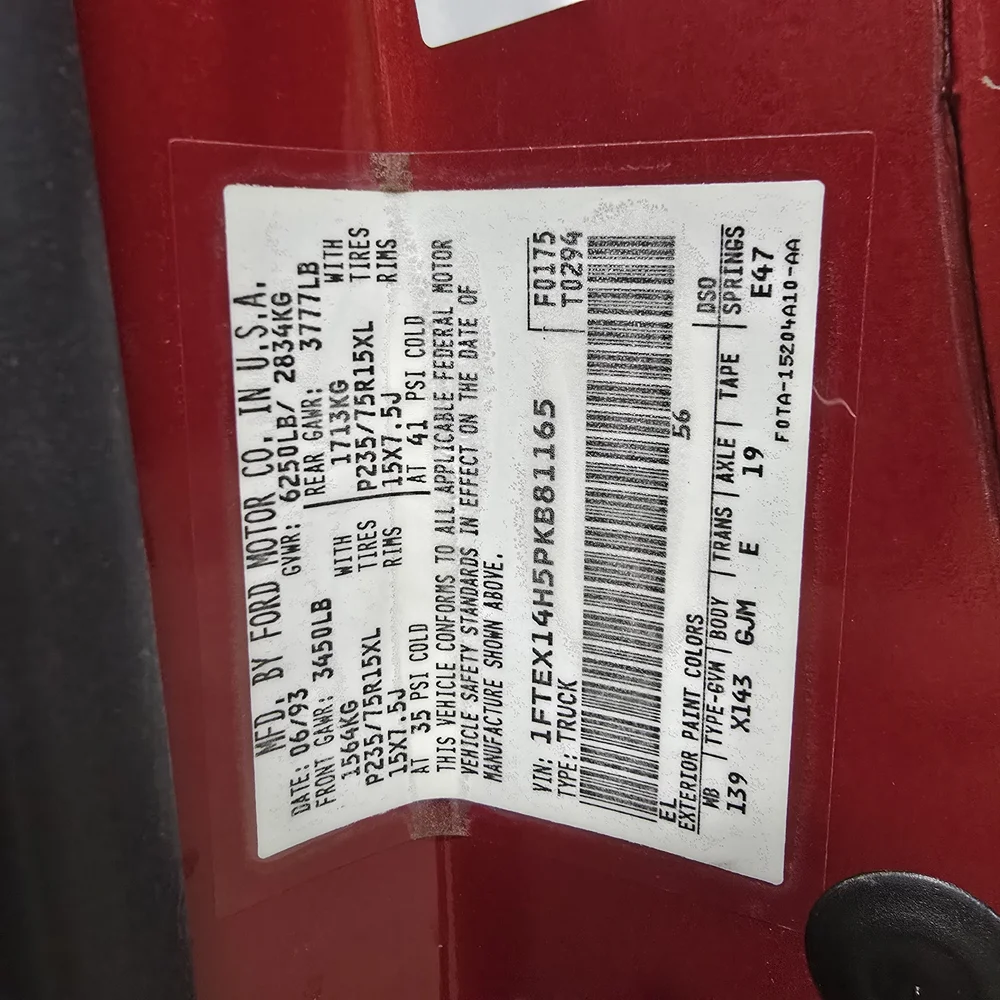 MFD. BY FORD MOTOR CO. IN U.S.A.
DATE: 06/93 GVWR: 6250LB/ 2834KG
FRONT GAWR: 3450LB REAR GAWR: 3777LB
1564KG WITH 1713KG WITH
P235/75R15XL TIRES P235/75R15XL TIRES
15X7.5J RIMS 15X7.5J RIMS
AT 35 PSI COLD AT 41 PSI COLD
THIS VEHICLE CONFORMS TO ALL APPLICABLE FEDERAL MOTOR
VEHICLE SAFETY STANDARDS IN EFFECT ON THE DATE OF
MANUFACTURE SHOWN ABOVE.
VIN: 1FTEX14H5PKB81165 F0175
TYPE: TRUCK T0294
EL 56
EXTERIOR PAINT COLORS DSO
WB TYPE-GVW BODY TRANS AXLE TAPE SPRINGS
139 X143 GJM E 19 E47
F0TA-15204A10-AA